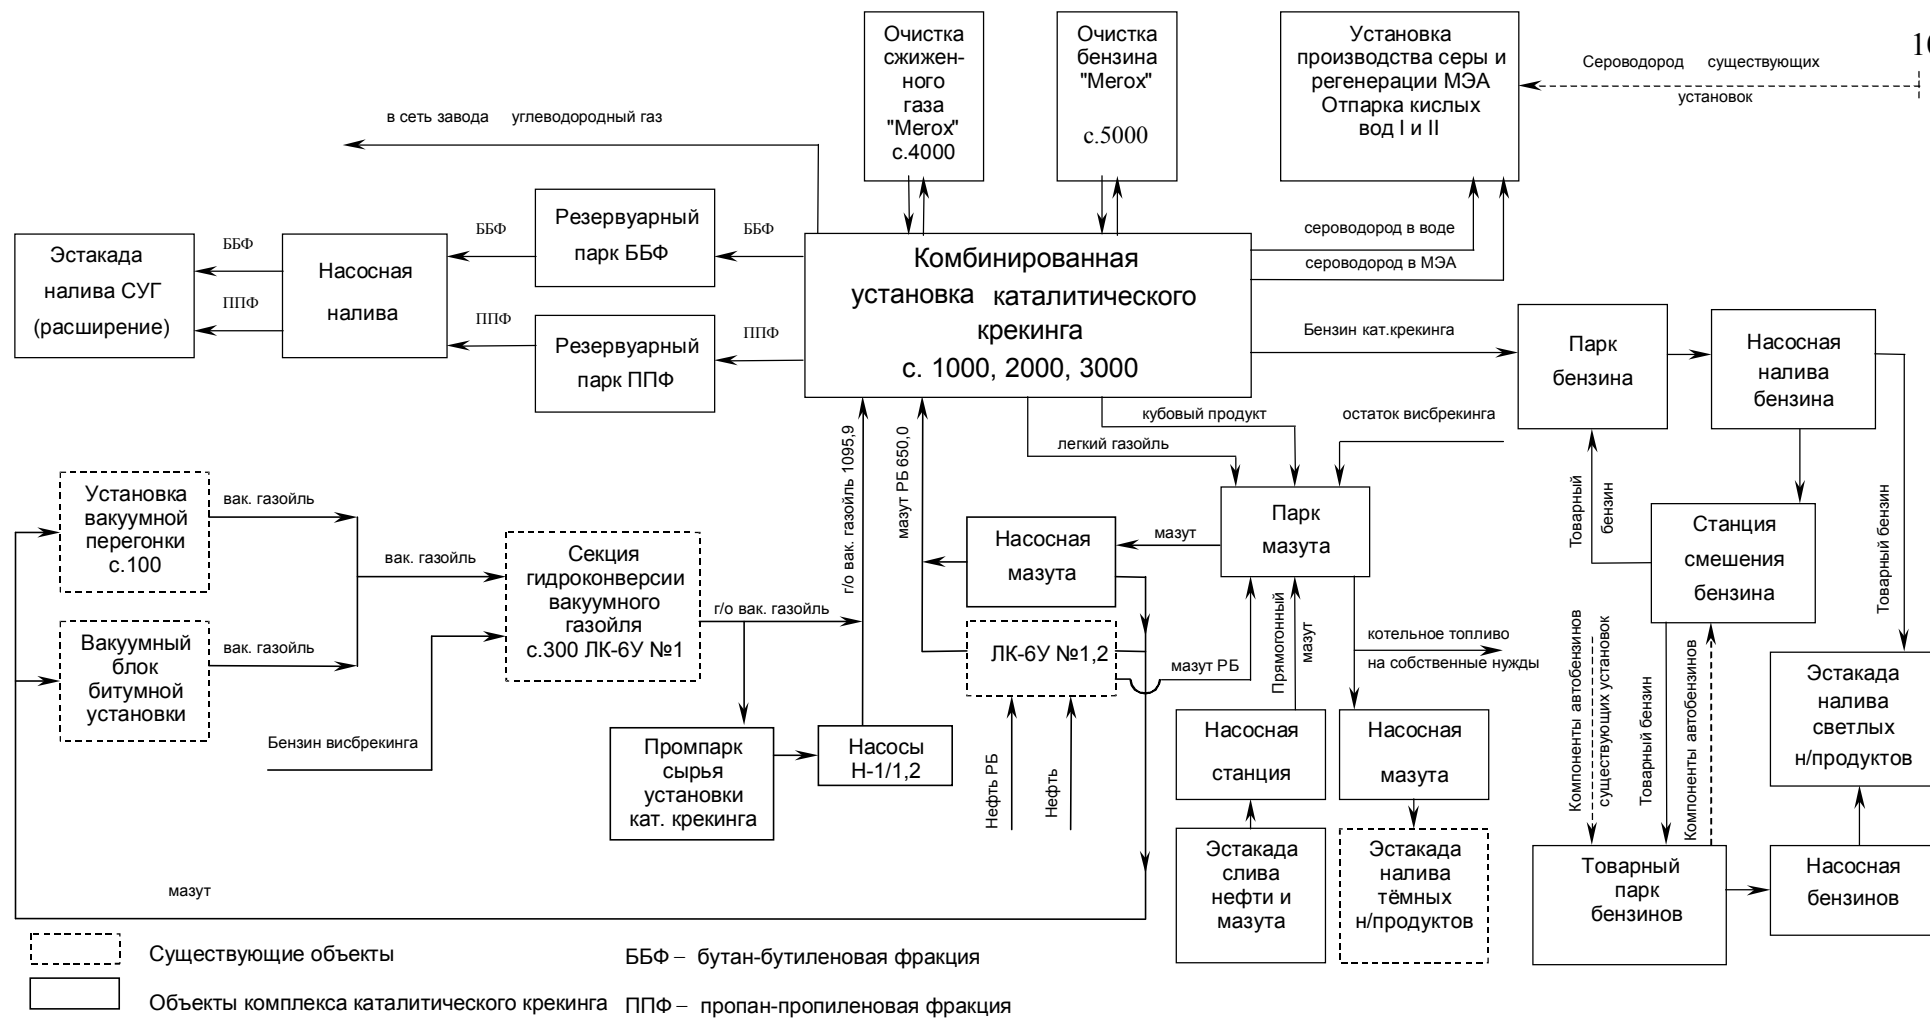 Очистка
сжижен-
ного
газа
"Merox"
с.4000
Очистка
бензина
"Merox"
с.5000
Установка
производства серы и
регенерации МЭА
Отпарка кислых
вод I и II
Сероводород существующих
установок
в сеть завода углеводородный газ
Эстакада
налива СУГ
(расширение)
ББФ
ППФ
Насосная
налива
ББФ
ППФ
Резервуарный
парк ББФ
Резервуарный
парк ППФ
ББФ
ППФ
Комбинированная
установка каталитического
крекинга
с. 1000, 2000, 3000
сероводород в воде
сероводород в МЭА
Бензин кат.крекинга
Парк
бензина
Насосная
налива
бензина
кубовый продукт
легкий газойль
остаток висбрекинга
г/о вак. газойль 1095,9
мазут РБ 650,0
Установка
вакуумной
перегонки
с.100
вак. газойль
Вакуумный
блок
битумной
установки
вак. газойль
вак. газойль
Бензин висбрекинга
Секция
гидроконверсии
вакуумного
газойля
с.300 ЛК-6У №1
г/о вак. газойль
Промпарк
сырья
установки
кат. крекинга
Насосы
Н-1/1,2
Насосная
мазута
мазут
Парк
мазута
ЛК-6У №1,2
мазут РБ
Нефть РБ
Нефть
Прямогонный
мазут
котельное топливо
на собственные нужды
Насосная
станция
Насосная
мазута
Эстакада
слива
нефти и
мазута
Эстакада
налива
тёмных
н/продуктов
Товарный
бензин
Станция
смешения
бензина
Товарный бензин
Компоненты автобензинов
существующих установок
Товарный бензин
Компоненты автобензинов
Эстакада
налива
светлых
н/продуктов
Товарный
парк
бензинов
Насосная
бензинов
мазут
Существующие объекты
ББФ – бутан-бутиленовая фракция
Объекты комплекса каталитического крекинга
ППФ – пропан-пропиленовая фракция